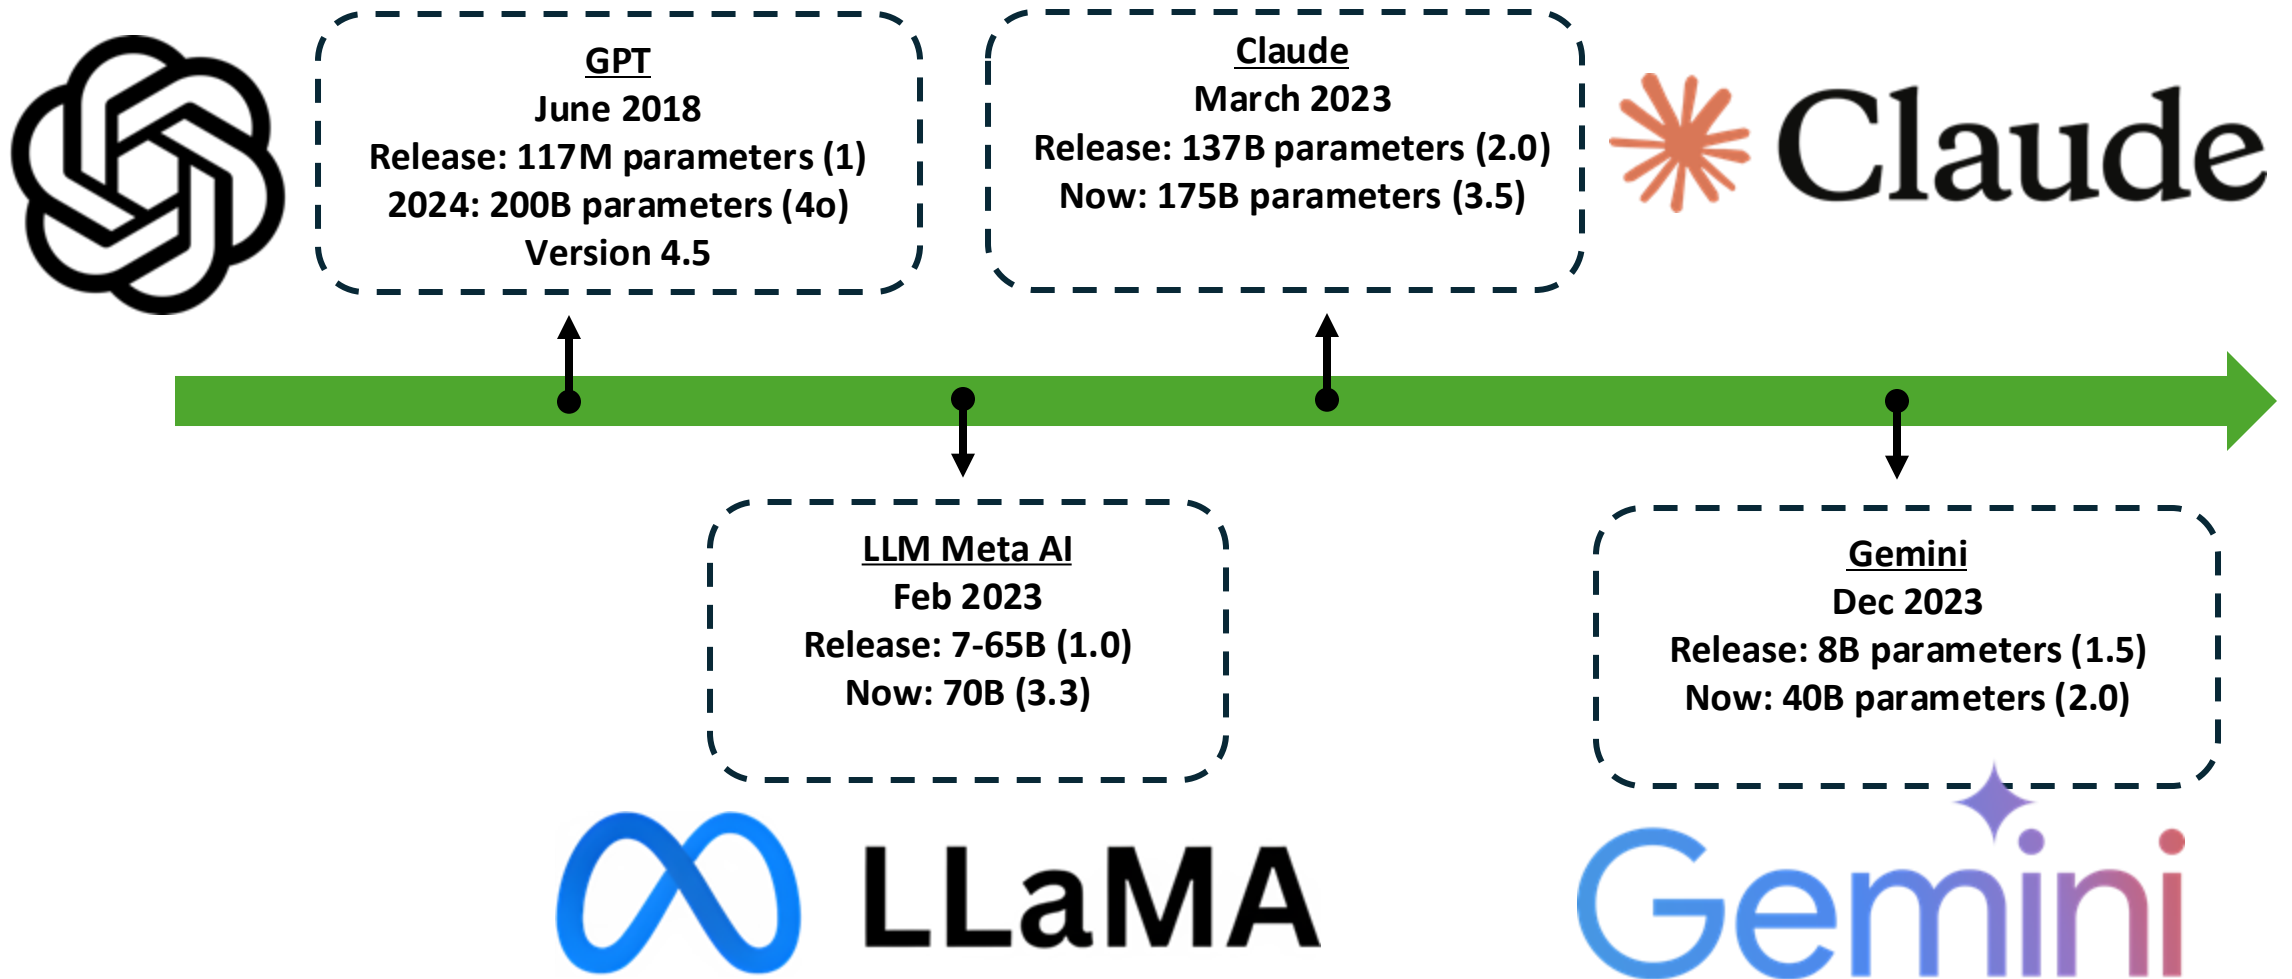 GPT
June 2018
Release: 117M parameters (1)
2024: 200B parameters (4o)
Version 4.5
Claude
March 2023
Release: 137B parameters (2.0)
Now: 175B parameters (3.5)
Claude
LLM Meta AI
Feb 2023
Release: 7-65B (1.0)
Now: 70B (3.3)
LLaMA
Gemini
Dec 2023
Release: 8B parameters (1.5)
Now: 40B parameters (2.0)
Gemini